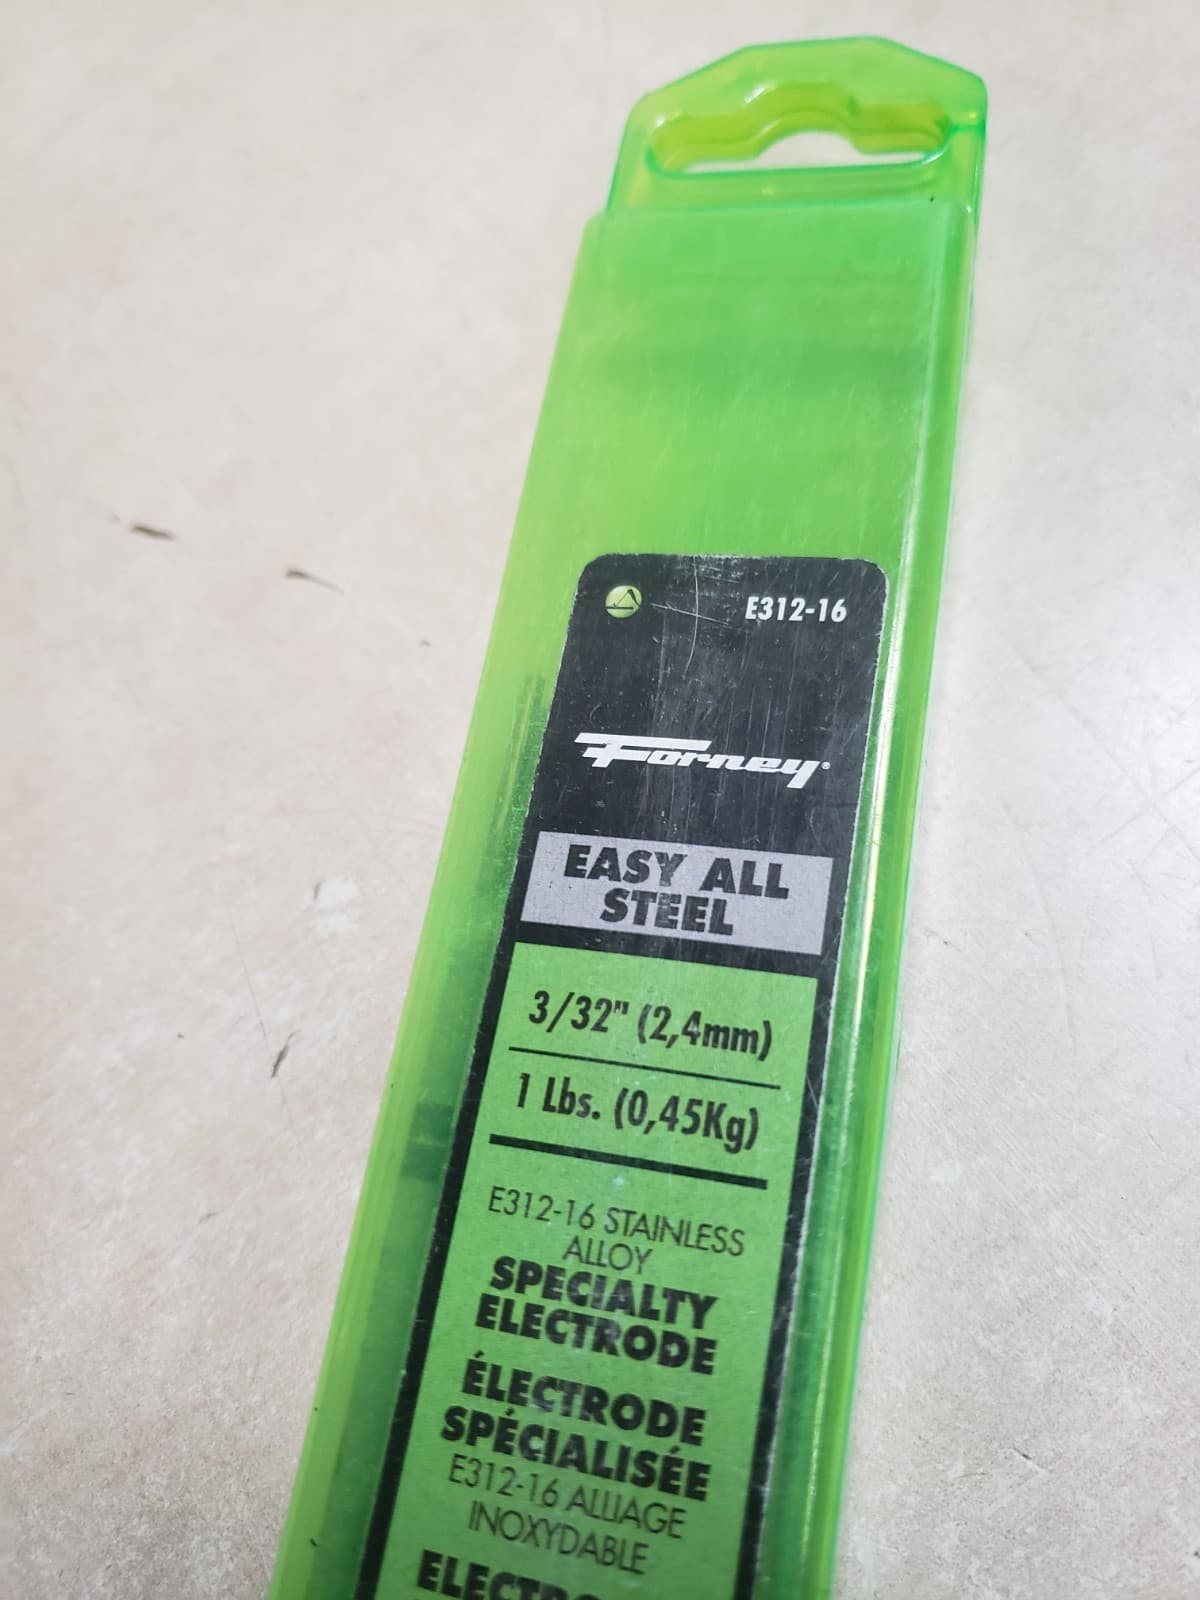 E312-16
Forney®
EASY ALL
STEEL
3/32" (2,4mm)
1 Lbs. (0,45Kg)
E312-16 STAINLESS
ALLOY
SPECIALTY
ELECTRODE
ÉLECTRODE
SPÉCIALISÉE
E312-16 ALLIAGE
INOXYDABLE